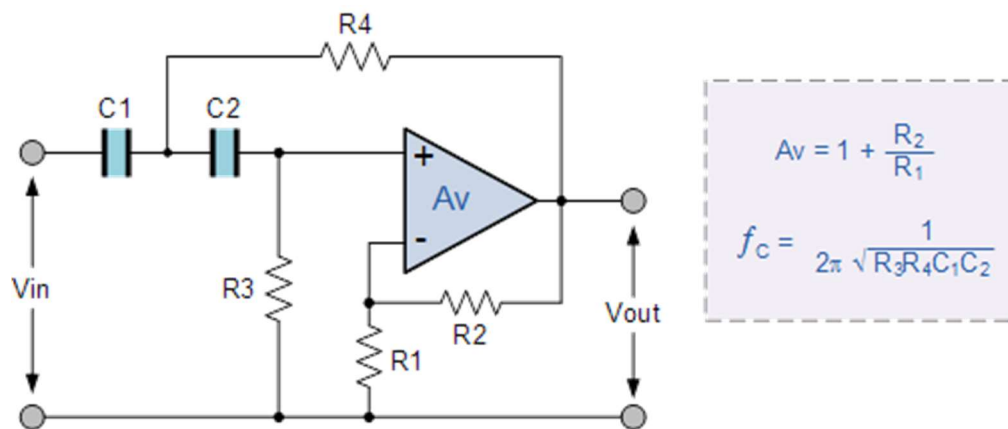 R4
C1
C2
+
Av
-
R3
Vin
R2
R1
Vout
Av = 1 + R2/R1
fC = 1/2π √R3R4C1C2